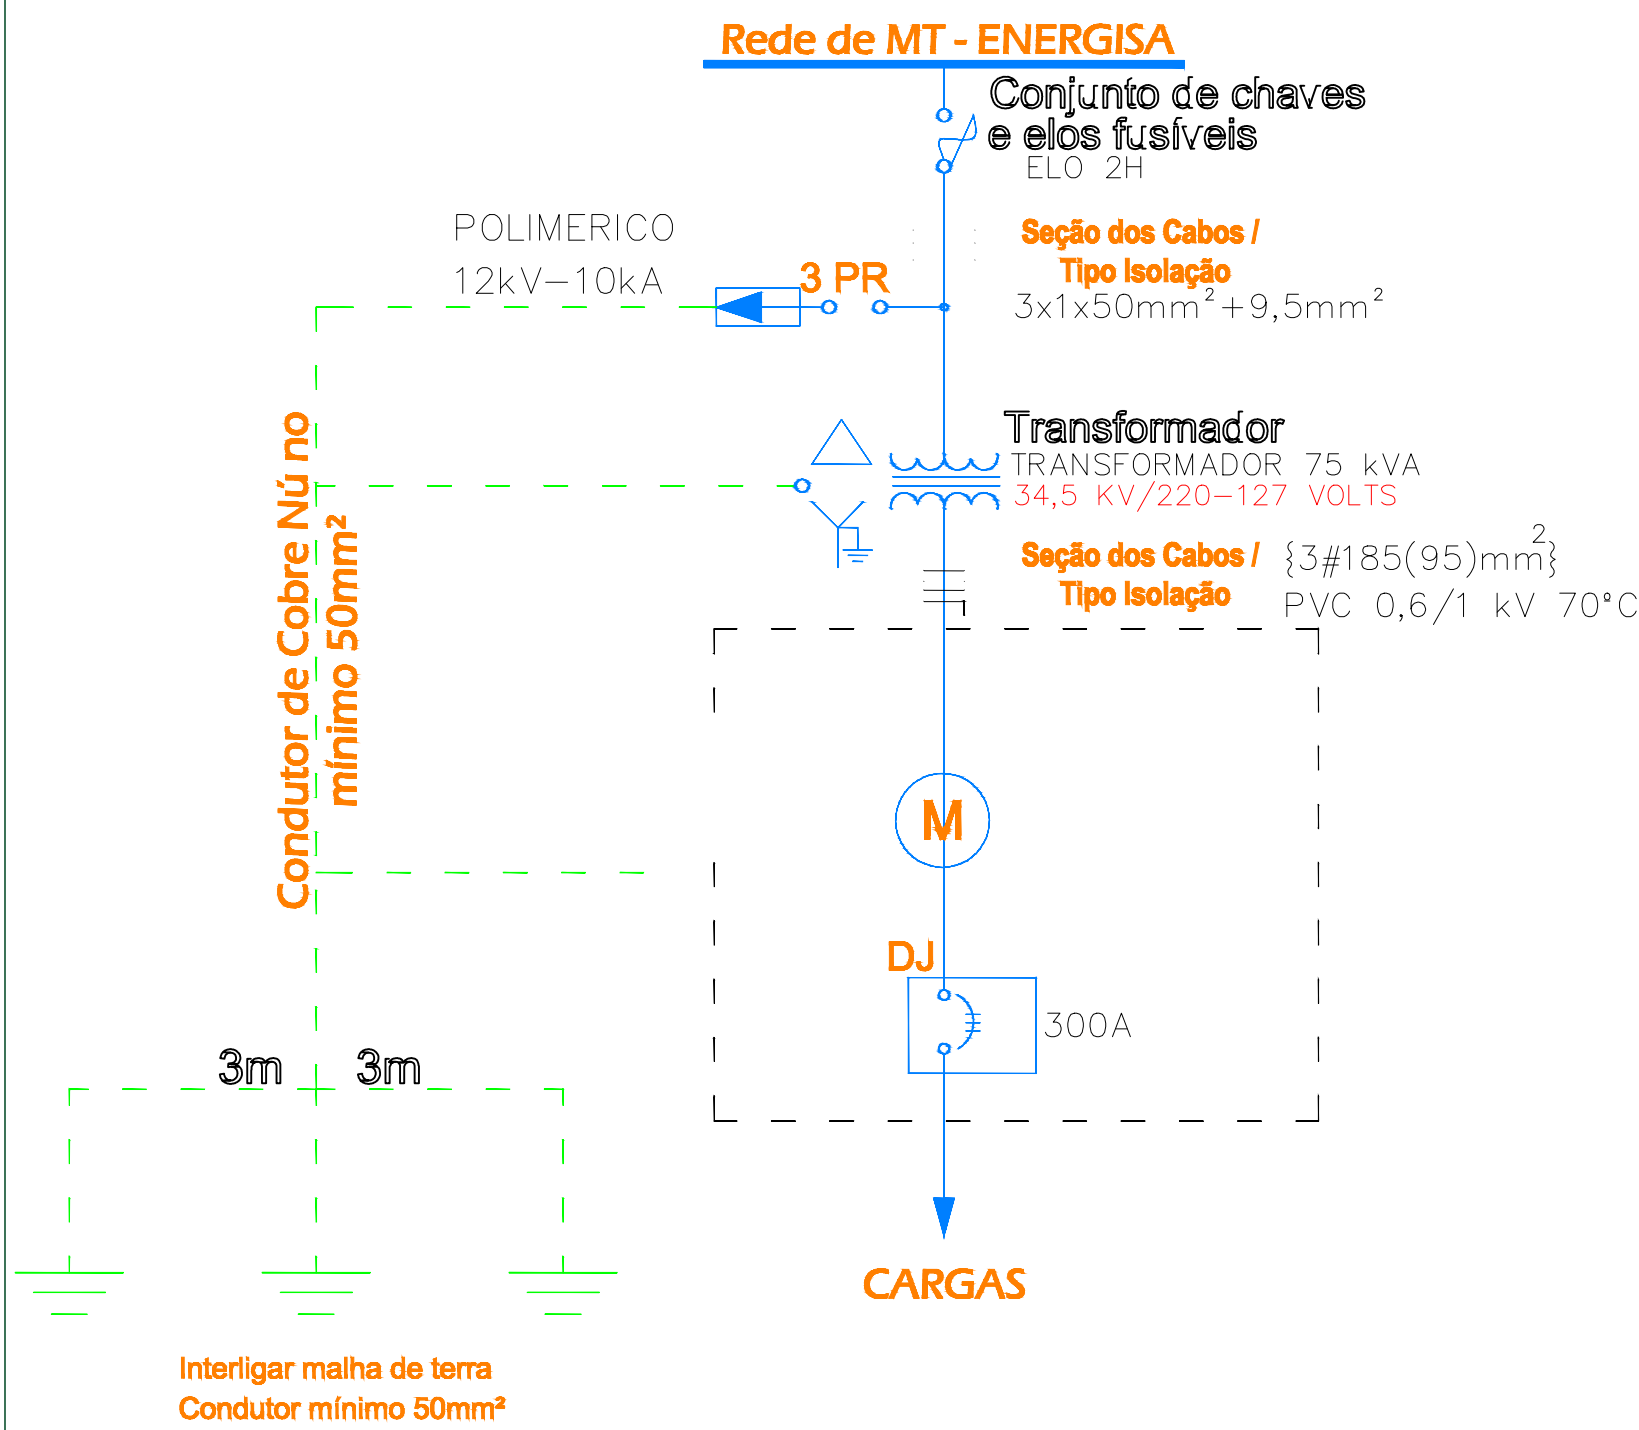 Rede de MT - ENERGISA
Conjunto de chaves
e elos fusíveis
ELO 2H
POLIMERICO
12kV-10kA
3 PR
Seção dos Cabos /
Tipo Isolação
3x1x50mm²+9,5mm²
Transformador
TRANSFORMADOR 75 kVA
34,5 KV/220-127 VOLTS
Seção dos Cabos /
Tipo Isolação
{3#185(95)mm²}
PVC 0,6/1 kV 70°C
Condutor de Cobre Nú no
mínimo 50mm²
M
DJ
300A
3m
3m
CARGAS
Interligar malha de terra
Condutor mínimo 50mm²